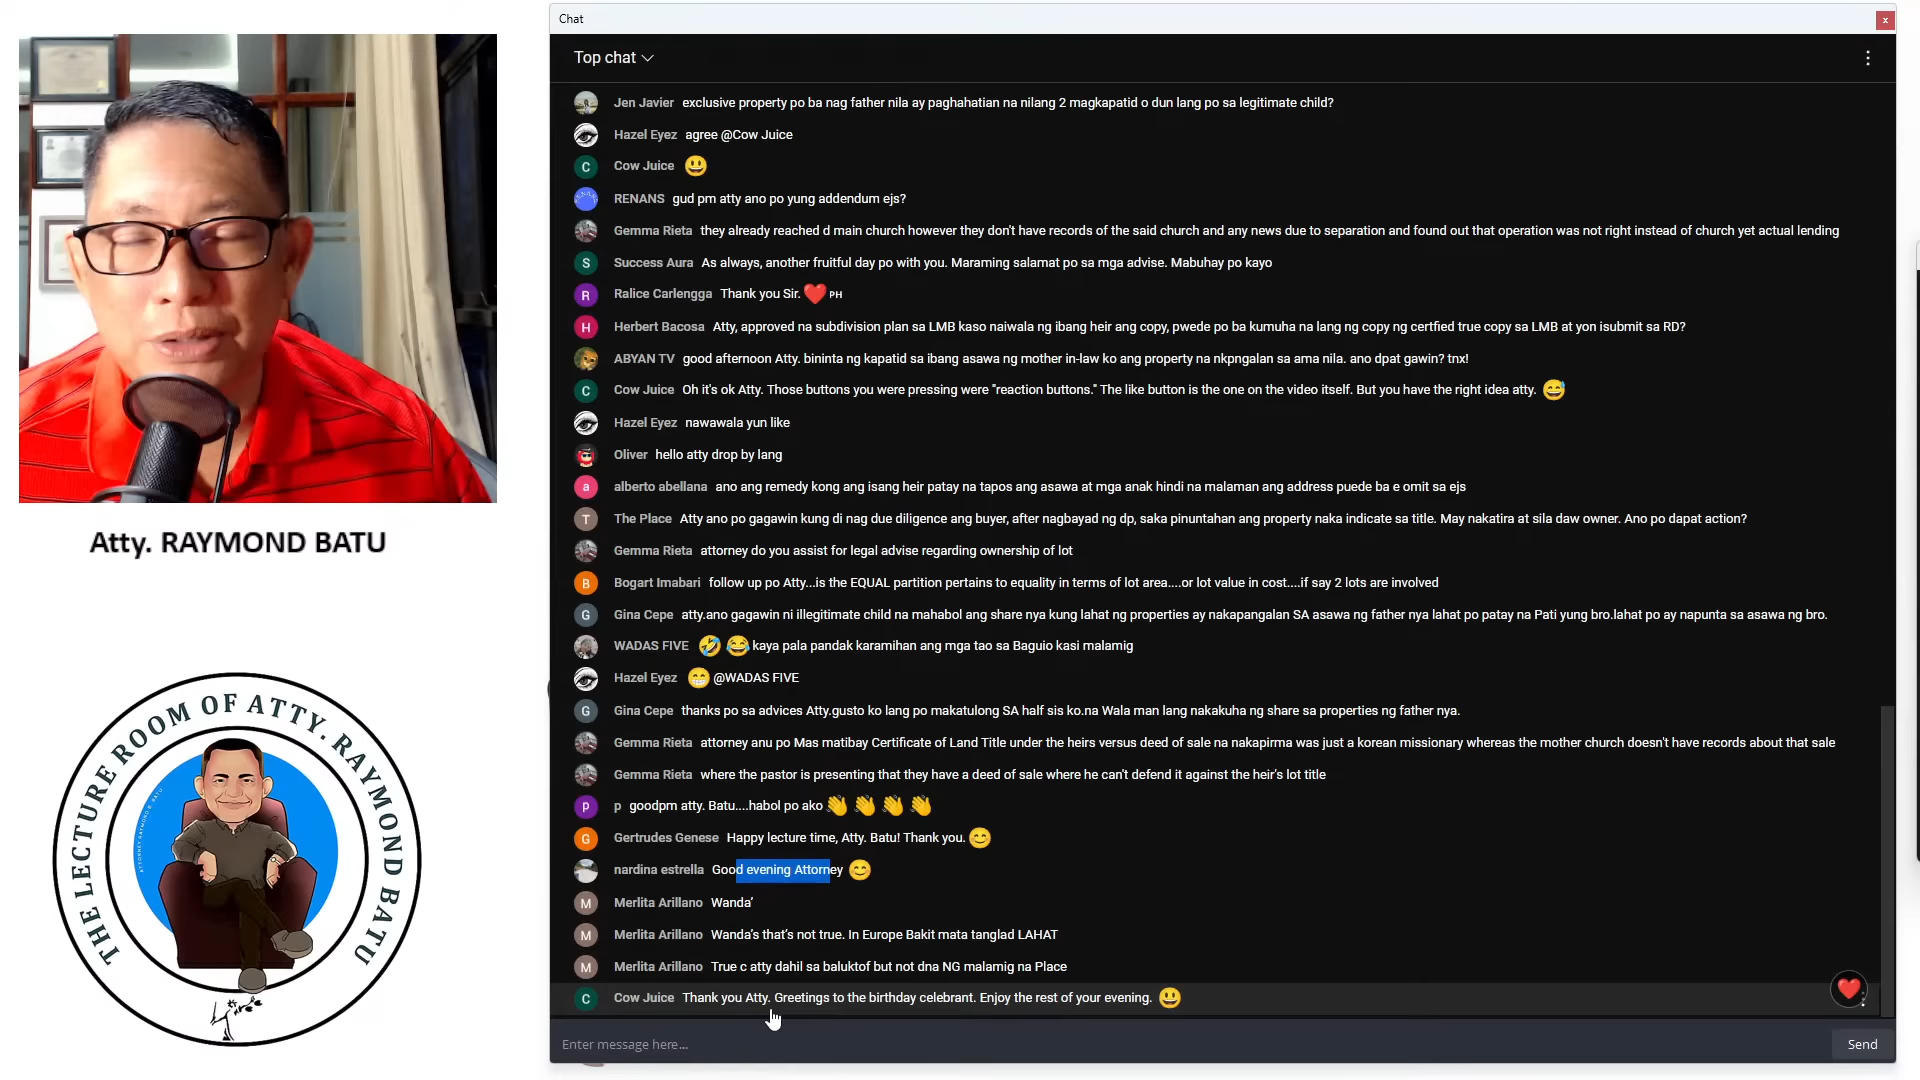 Chat
x
Top chat
Jen Javier exclusive property po ba nag father nila ay paghahatian na nilang 2 magkapatid o dun lang po sa legitimate child?
Hazel Eyez agree @Cow Juice
C Cow Juice 😃
RENANS gud pm atty ano po yung addendum ejs?
Gemma Rieta they already reached d main church however they don't have records of the said church and any news due to separation and found out that operation was not right instead of church yet actual lending
S Success Aura As always, another fruitful day po with you. Maraming salamat po sa mga advise. Mabuhay po kayo
R Ralice Carlengga Thank you Sir. ❤️ PH
H Herbert Bacosa Atty, approved na subdivision plan sa LMB kaso naiwala ng ibang heir ang copy, pwede po ba kumuha na lang ng copy ng certfied true copy sa LMB at yon isubmit sa RD?
ABYAN TV good afternoon Atty. bininta ng kapatid sa ibang asawa ng mother in-law ko ang property na nkpngalan sa ama nila. ano dpat gawin? tnx!
C Cow Juice Oh it's ok Atty. Those buttons you were pressing were "reaction buttons." The like button is the one on the video itself. But you have the right idea atty. 😅
Hazel Eyez nawawala yun like
Oliver hello atty drop by lang
a alberto abellana ano ang remedy kong ang isang heir patay na tapos ang asawa at mga anak hindi na malaman ang address puede ba e omit sa ejs
T The Place Atty ano po gagawin kung di nag due diligence ang buyer, after nagbayad ng dp, saka pinuntahan ang property naka indicate sa title. May nakatira at sila daw owner. Ano po dapat action?
Gemma Rieta attorney do you assist for legal advise regarding ownership of lot
B Bogart Imabari follow up po Atty...is the EQUAL partition pertains to equality in terms of lot area....or lot value in cost....if say 2 lots are involved
G Gina Cepe atty.ano gagawin ni illegitimate child na mahabol ang share nya kung lahat ng properties ay nakapangalan SA asawa ng father nya lahat po patay na Pati yung bro.lahat po ay napunta sa asawa ng bro.
WADAS FIVE 🤣 😂 kaya pala pandak karamihan ang mga tao sa Baguio kasi malamig
Hazel Eyez 😁 @WADAS FIVE
G Gina Cepe thanks po sa advices Atty.gusto ko lang po makatulong SA half sis ko.na Wala man lang nakakuha ng share sa properties ng father nya.
Gemma Rieta attorney anu po Mas matibay Certificate of Land Title under the heirs versus deed of sale na nakapirma was just a korean missionary whereas the mother church doesn't have records about that sale
Gemma Rieta where the pastor is presenting that they have a deed of sale where he can't defend it against the heir's lot title
p p goodpm atty. Batu....habol po ako 👋 👋 👋 👋
G Gertrudes Genese Happy lecture time, Atty. Batu! Thank you. 😊
nardina estrella Good evening Attorney 😊
M Merlita Arillano Wanda’
M Merlita Arillano Wanda’s that’s not true. In Europe Bakit mata tanglad LAHAT
M Merlita Arillano True c atty dahil sa baluktof but not dna NG malamig na Place
C Cow Juice Thank you Atty. Greetings to the birthday celebrant. Enjoy the rest of your evening. 😃
Enter message here...
Send
Atty. RAYMOND BATU
THE LECTURE ROOM OF ATTY. RAYMOND BATU